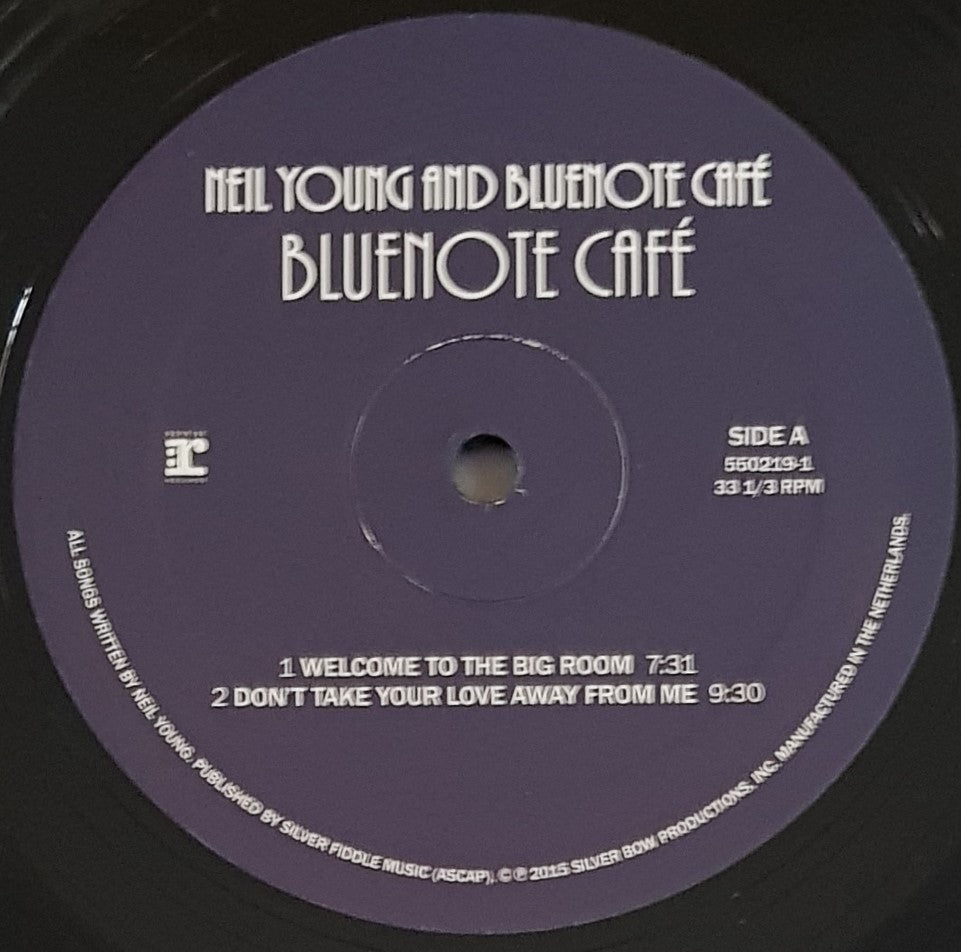 NEIL YOUNG AND BLUENOTE CAFÉ
BLUENOTE CAFÉ
SIDE A
550219-1
33 1/3 RPM
1 WELCOME TO THE BIG ROOM 7:31
2 DON'T TAKE YOUR LOVE AWAY FROM ME 9:30
ALL SONGS WRITTEN BY NEIL YOUNG. PUBLISHED BY SILVER FIDDLE MUSIC (ASCAP). © ℗ 2015 SILVER BOW PRODUCTIONS, INC. MANUFACTURED IN THE NETHERLANDS.